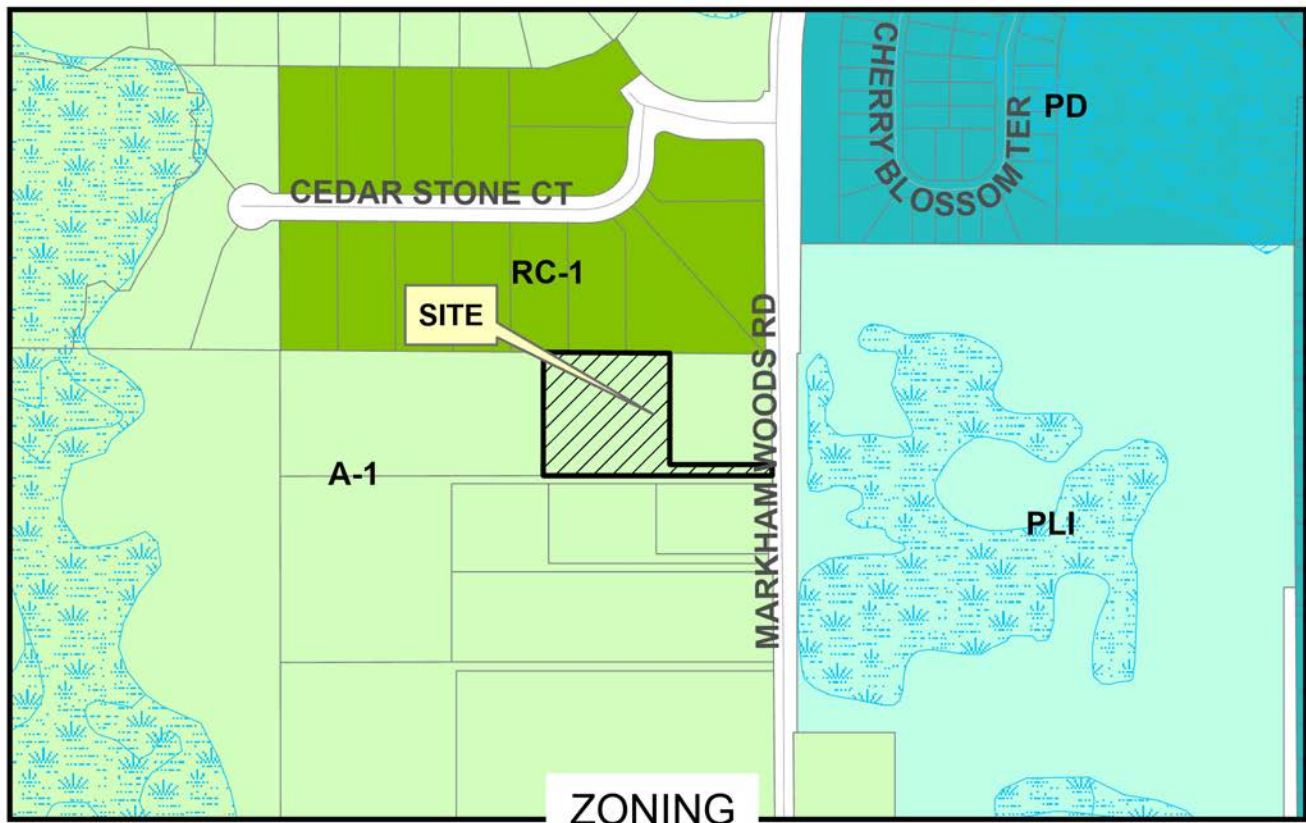 CHERRY BLOSSOM TER
PD
CEDAR STONE CT
RC-1
SITE
MARKHAM WOODS RD
A-1
PLI
ZONING